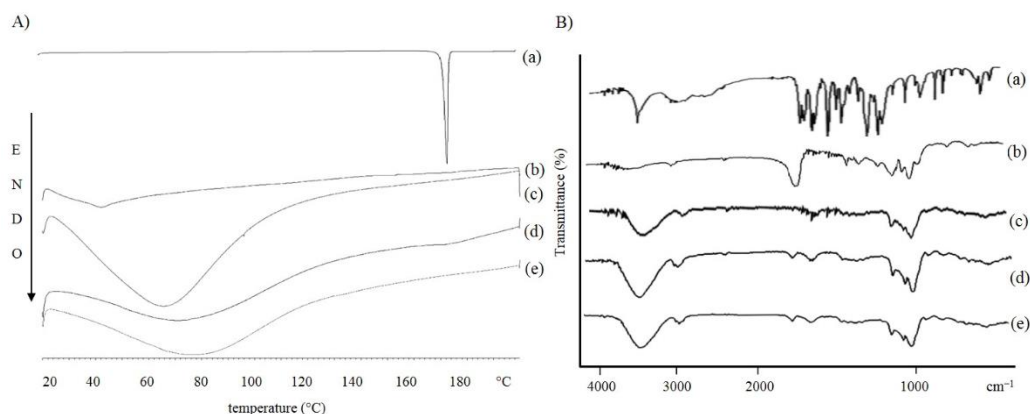 A)
(a)
E
N
D
O
(b)
(c)
(d)
(e)
20 40 60 80 100 120 140 160 180 °C
temperature (°C)
B)
Transmittance (%)
(a)
(b)
(c)
(d)
(e)
4000 3000 2000 1000 cm⁻¹